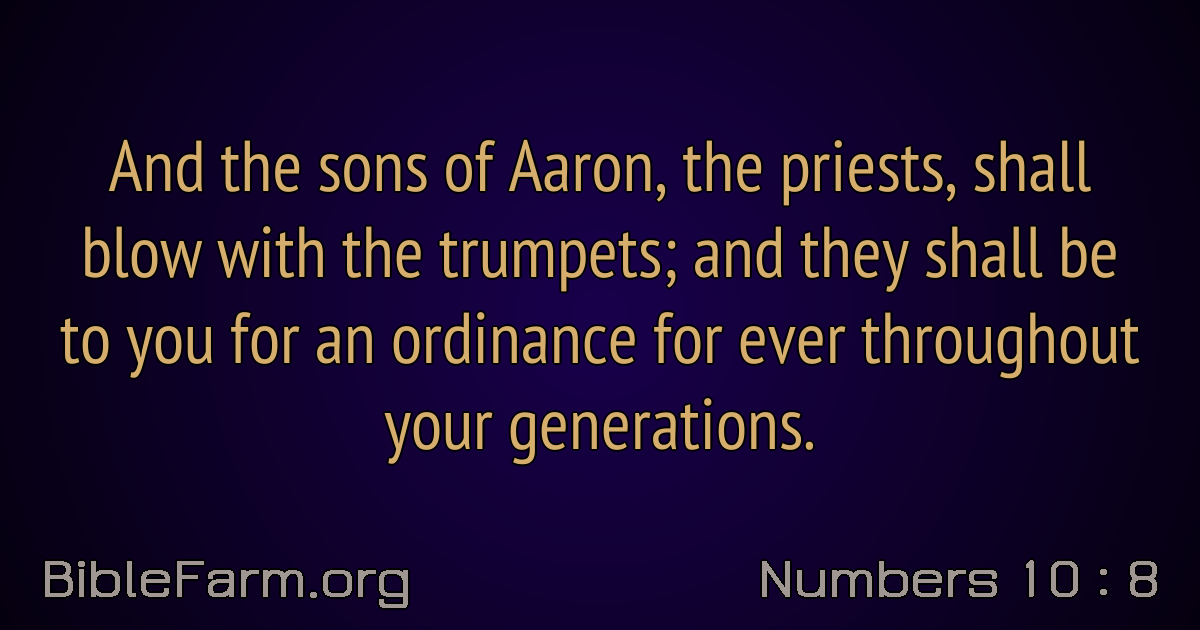 And the sons of Aaron, the priests, shall
blow with the trumpets; and they shall be
to you for an ordinance for ever throughout
your generations.
BibleFarm.org
Numbers 10 : 8